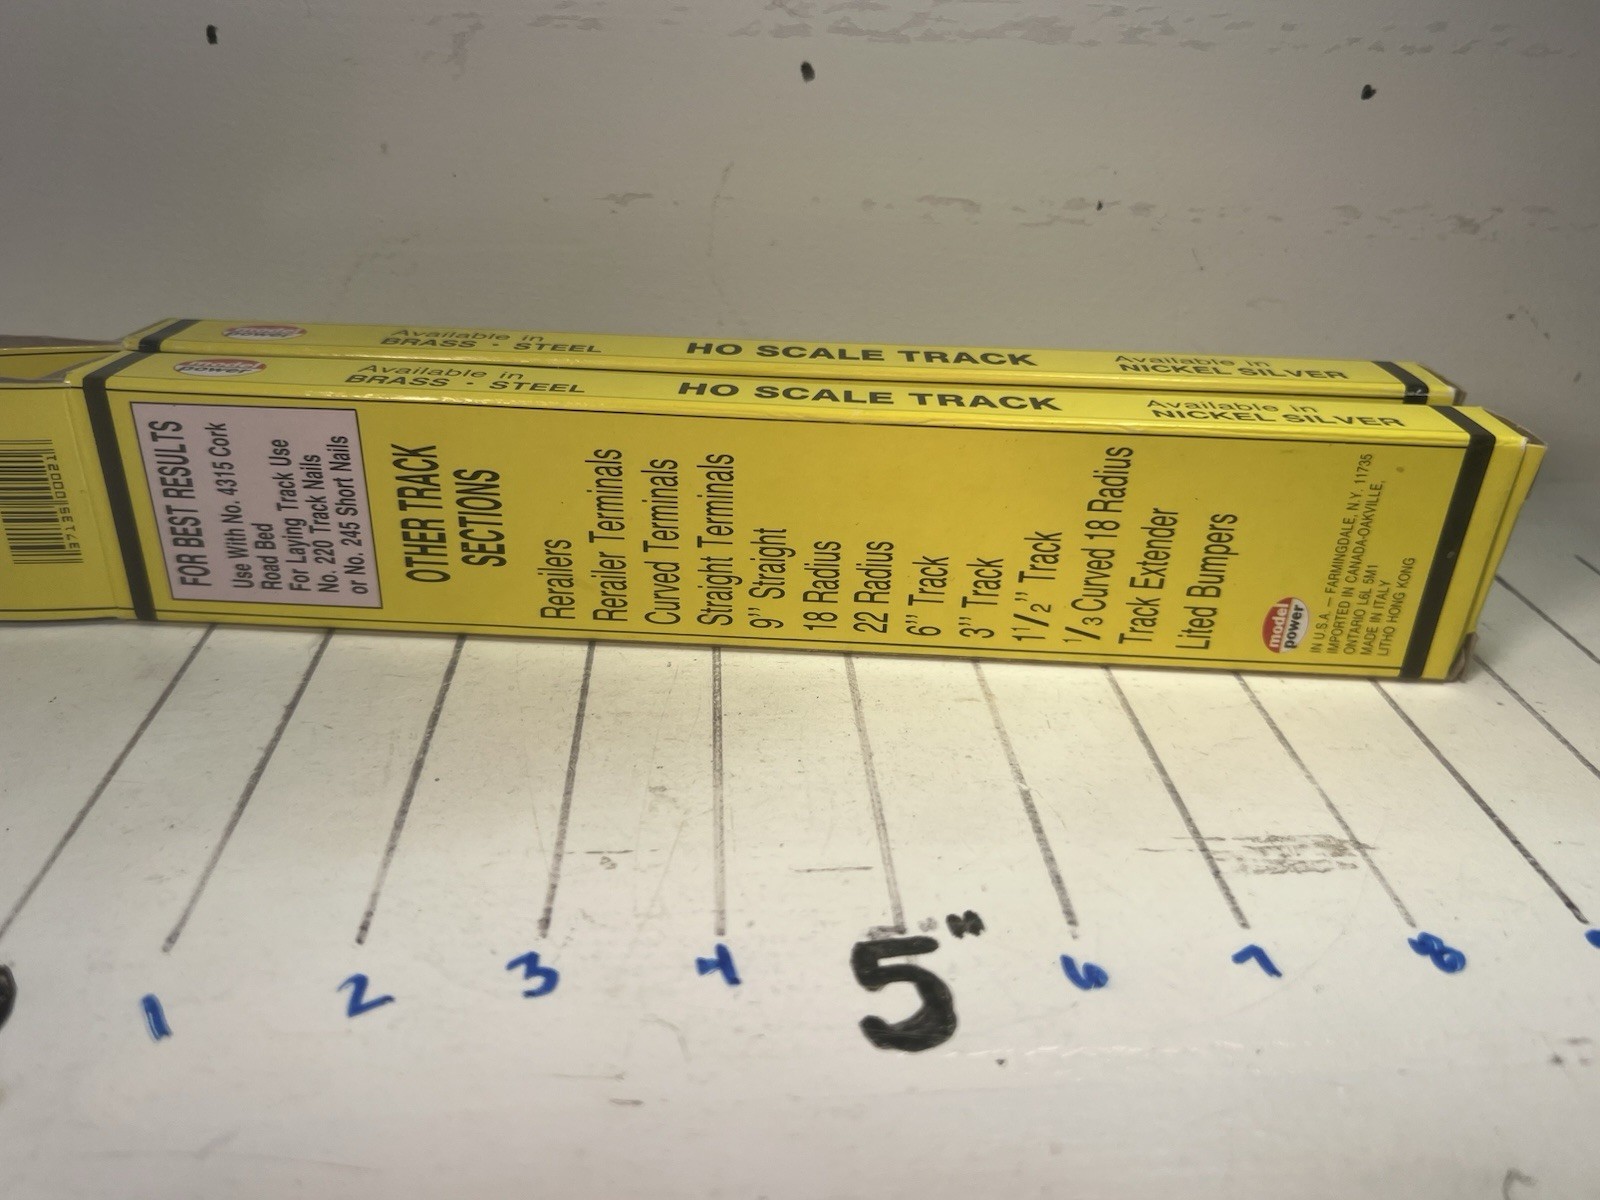 model
power
Available in
BRASS · STEEL
HO SCALE TRACK
Available in
NICKEL SILVER
model
power
Available in
BRASS · STEEL
HO SCALE TRACK
Available in
NICKEL SILVER
FOR BEST RESULTS
Use With No. 4315 Cork
Road Bed
For Laying Track Use
No. 220 Track Nails
or No. 245 Short Nails
OTHER TRACK
SECTIONS
Rerailers
Rerailer Terminals
Curved Terminals
Straight Terminals
9" Straight
18 Radius
22 Radius
6" Track
3" Track
1 1/2" Track
1/3 Curved 18 Radius
Track Extender
Lited Bumpers
model
power
IN U.S.A. — FARMINGDALE, N.Y. 11735
IMPORTED IN CANADA-OAKVILLE,
ONTARIO L6L 5M1
MADE IN ITALY
LITHO HONG KONG
1
2
3
4
5"
6
7
8